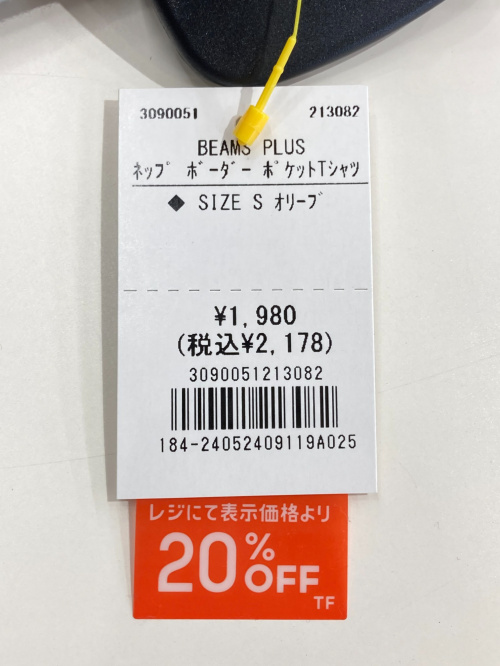 3090051 213082
BEAMS PLUS
ﾈｯﾌﾟ ﾎﾞｰﾀﾞｰ ﾎﾟｹｯﾄTｼｬﾂ
◆ SIZE S ｵﾘｰﾌﾞ
¥1,980
(税込¥2,178)
3090051213082
184-24052409119A025
レジにて表示価格より
20%OFF
TF